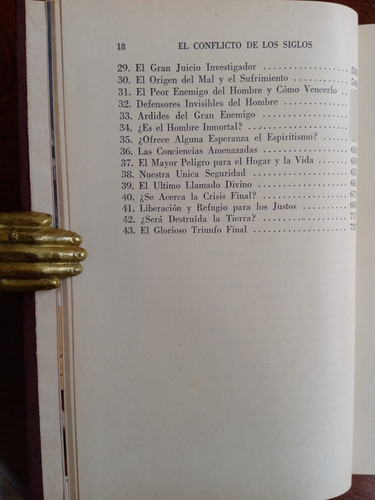 18 EL CONFLICTO DE LOS SIGLOS
29. El Gran Juicio Investigador
30. El Origen del Mal y el Sufrimiento
31. El Peor Enemigo del Hombre y Cómo Vencerlo
32. Defensores Invisibles del Hombre
33. Ardides del Gran Enemigo
34. ¿Es el Hombre Inmortal?
35. ¿Ofrece Alguna Esperanza el Espiritismo?
36. Las Conciencias Amenazadas
37. El Mayor Peligro para el Hogar y la Vida
38. Nuestra Unica Seguridad
39. El Ultimo Llamado Divino
40. ¿Se Acerca la Crisis Final?
41. Liberación y Refugio para los Justos
42. ¿Será Destruída la Tierra?
43. El Glorioso Triunfo Final